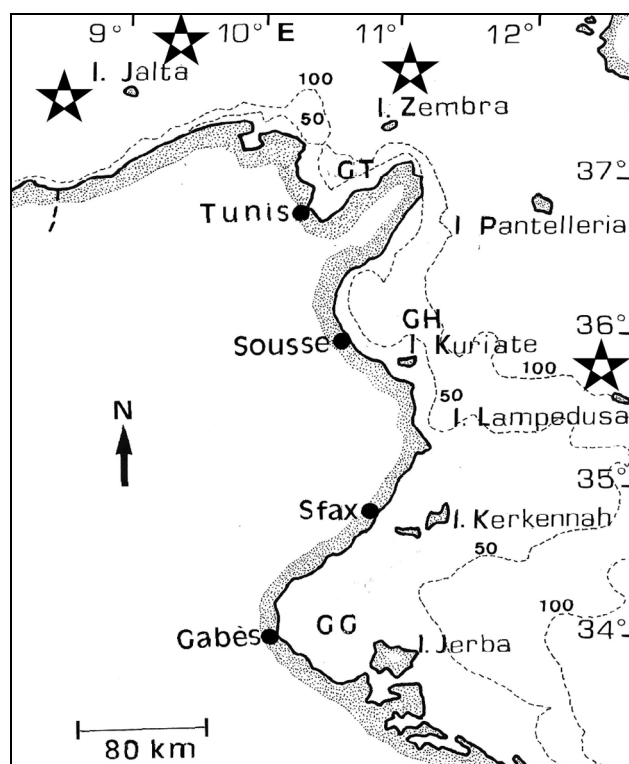 9° 10° E 11° 12°
I. Jalta
100
50
I. Zembra
GT
37°
Tunis
I Pantelleria
GH
36°
Sousse
I Kuriate
100
50
N
I. Lampedusa
35°
Sfax
I. Kerkennah
50
100
GG
34°
Gabès
I. Jerba
80 km